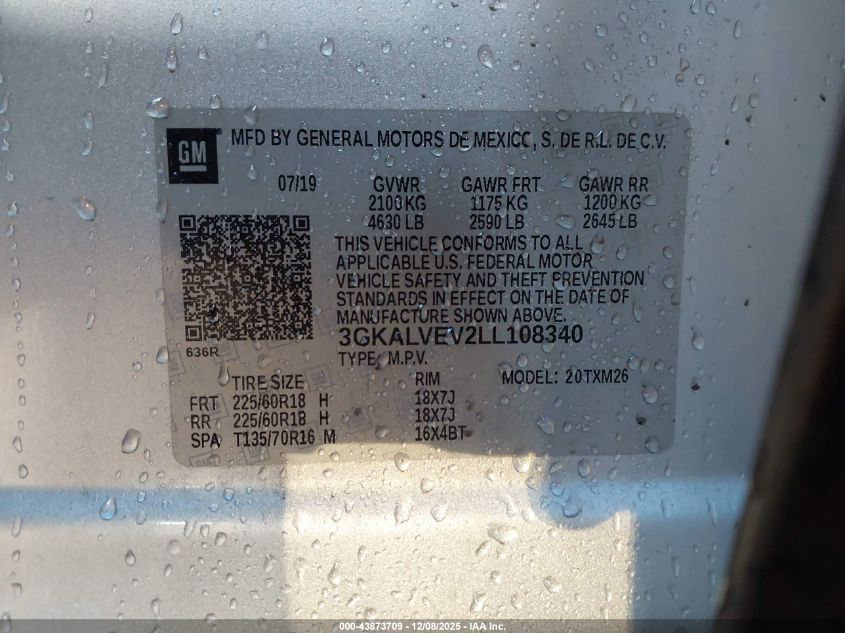 GM ® MFD BY GENERAL MOTORS DE MEXICO, S. DE R.L. DE C.V.
07/19 GVWR GAWR FRT GAWR RR
2100 KG 1175 KG 1200 KG
4630 LB 2590 LB 2645 LB
THIS VEHICLE CONFORMS TO ALL
APPLICABLE U.S. FEDERAL MOTOR
VEHICLE SAFETY AND THEFT PREVENTION
STANDARDS IN EFFECT ON THE DATE OF
MANUFACTURE SHOWN ABOVE.
636R
3GKALVEV2LL108340
TYPE: M.P.V.
TIRE SIZE RIM MODEL: 20TXM26
FRT 225/60R18 H 18X7J
RR 225/60R18 H 18X7J
SPA T135/70R16 M 16X4BT
000-43873709 - 12/08/2025 - IAA Inc.